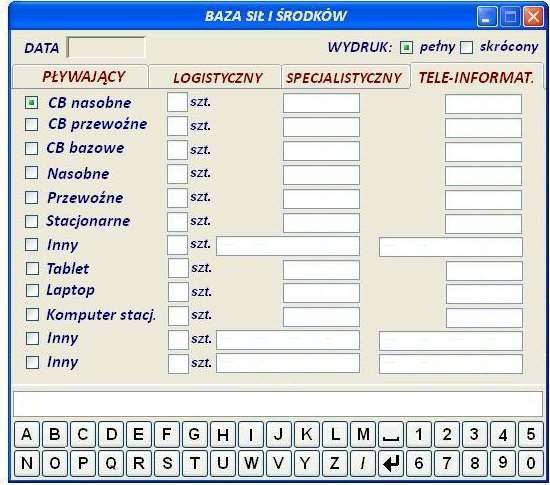 BAZA SIŁ I ŚRODKÓW
DATA WYDRUK: pełny skrócony
PŁYWAJĄCY LOGISTYCZNY SPECJALISTYCZNY TELE-INFORMAT.
CB nasobne szt.
CB przewoźne szt.
CB bazowe szt.
Nasobne szt.
Przewoźne szt.
Stacjonarne szt.
Inny szt.
Tablet szt.
Laptop szt.
Komputer stacj. szt.
Inny szt.
Inny szt.
A B C D E F G H I J K L M 1 2 3 4 5
N O P Q R S T U W V Y Z / 6 7 8 9 0